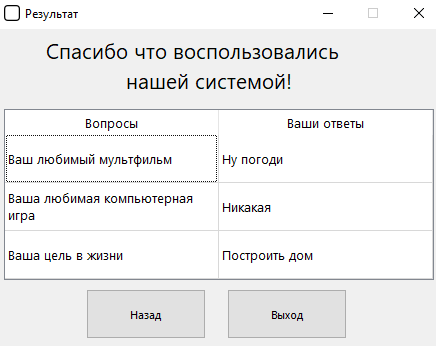 Результат
Спасибо что воспользовались
нашей системой!
Вопросы
Ваши ответы
Ваш любимый мультфильм
Ну погоди
Ваша любимая компьютерная
игра
Никакая
Ваша цель в жизни
Построить дом
Назад
Выход